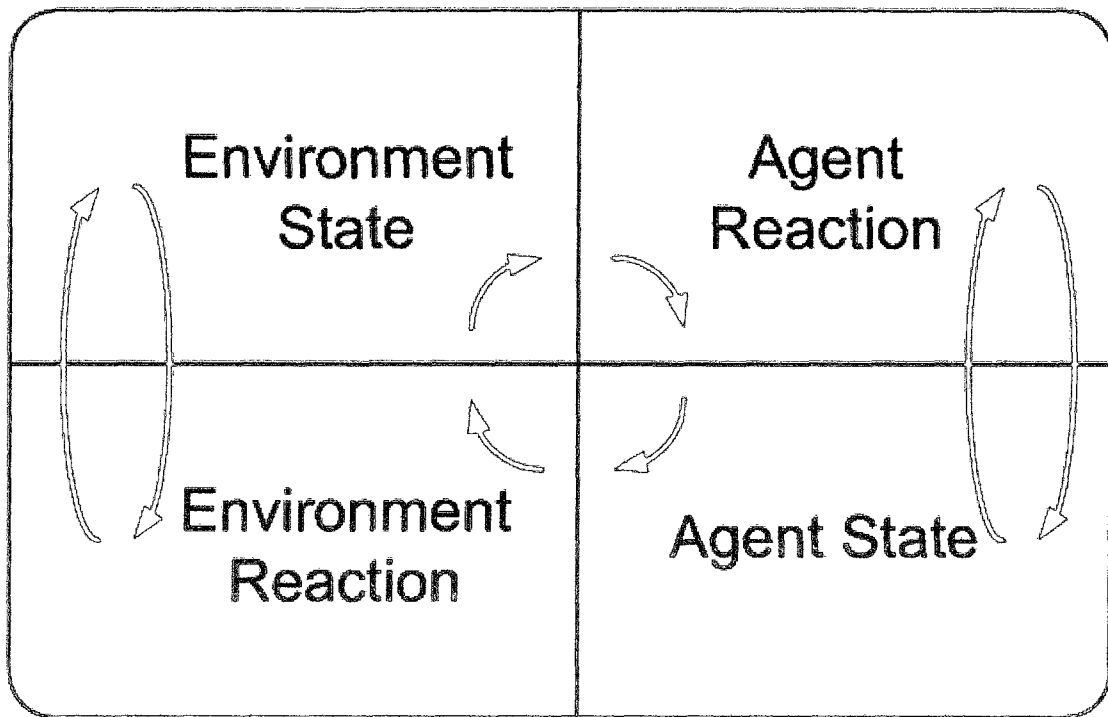 Environment
State
Agent
Reaction
Environment
Reaction
Agent State